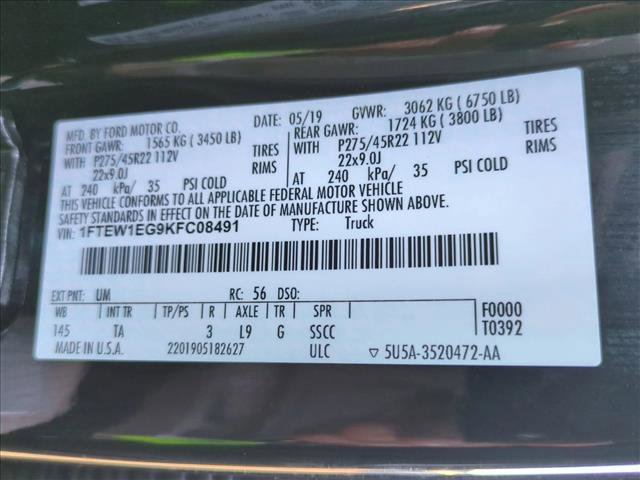 MFD. BY FORD MOTOR CO.
DATE: 05/19 GVWR: 3062 KG ( 6750 LB)
FRONT GAWR: 1565 KG ( 3450 LB) REAR GAWR: 1724 KG ( 3800 LB)
WITH P275/45R22 112V TIRES WITH P275/45R22 112V TIRES
22x9.0J RIMS 22x9.0J RIMS
AT 240 kPa/ 35 PSI COLD AT 240 kPa/ 35 PSI COLD
THIS VEHICLE CONFORMS TO ALL APPLICABLE FEDERAL MOTOR VEHICLE
SAFETY STANDARDS IN EFFECT ON THE DATE OF MANUFACTURE SHOWN ABOVE.
VIN: 1FTEW1EG9KFC08491 TYPE: Truck
EXT PNT: UM RC: 56 DSO:
WB INT TR TP/PS R AXLE TR SPR F0000
145 TA 3 L9 G SSCC T0392
MADE IN U.S.A. 2201905182627 ULC ▽ 5U5A-3520472-AA